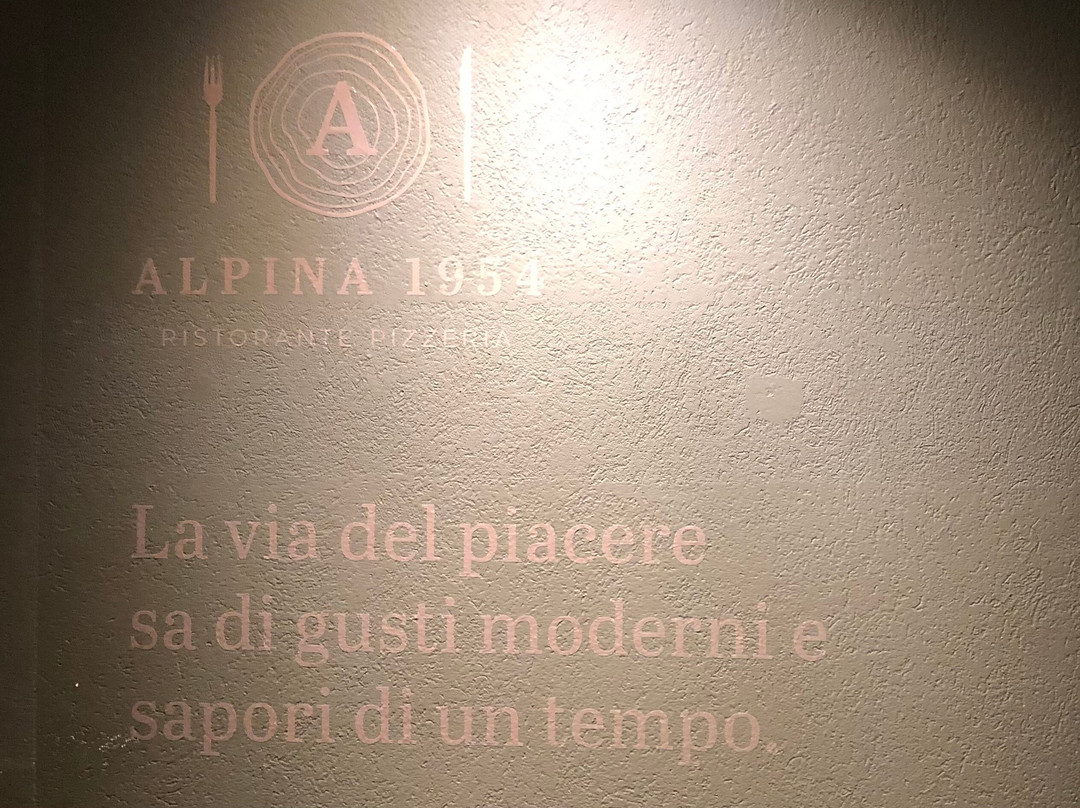 A
ALPINA 1954
RISTORANTE PIZZERIA
La via del piacere
sa di gusti moderni e
sapori di un tempo.